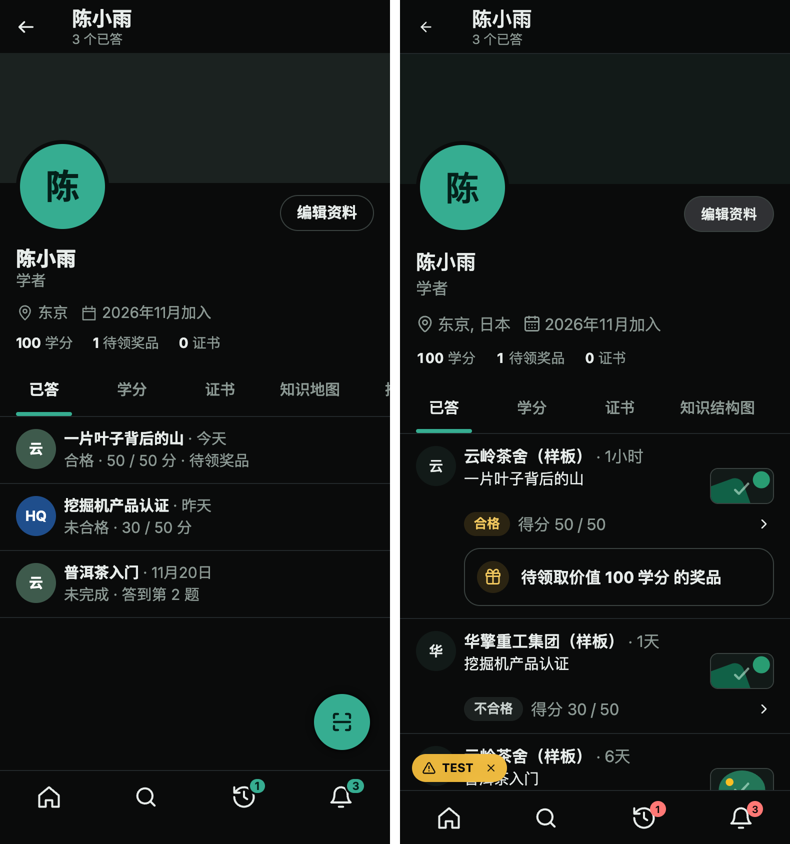 陈小雨
3 个已答
陈
编辑资料
陈小雨
学者
东京 2026年11月加入
100 学分 1 待领奖品 0 证书
已答 学分 证书 知识地图
云
一片叶子背后的山 · 今天
合格 · 50 / 50 分 · 待领奖品
HQ
挖掘机产品认证 · 昨天
未合格 · 30 / 50 分
云
普洱茶入门 · 11月20日
未完成 · 答到第 2 题
1
3
陈小雨
3 个已答
陈
编辑资料
陈小雨
学者
东京, 日本 2026年11月加入
100 学分 1 待领奖品 0 证书
已答 学分 证书 知识结构图
云
云岭茶舍（样板） · 1小时
一片叶子背后的山
合格 得分 50 / 50
待领取价值 100 学分 的奖品
华
华擎重工集团（样板） · 1天
挖掘机产品认证
不合格 得分 30 / 50
云岭茶舍（样板） · 6天
普洱茶入门
TEST
1
3